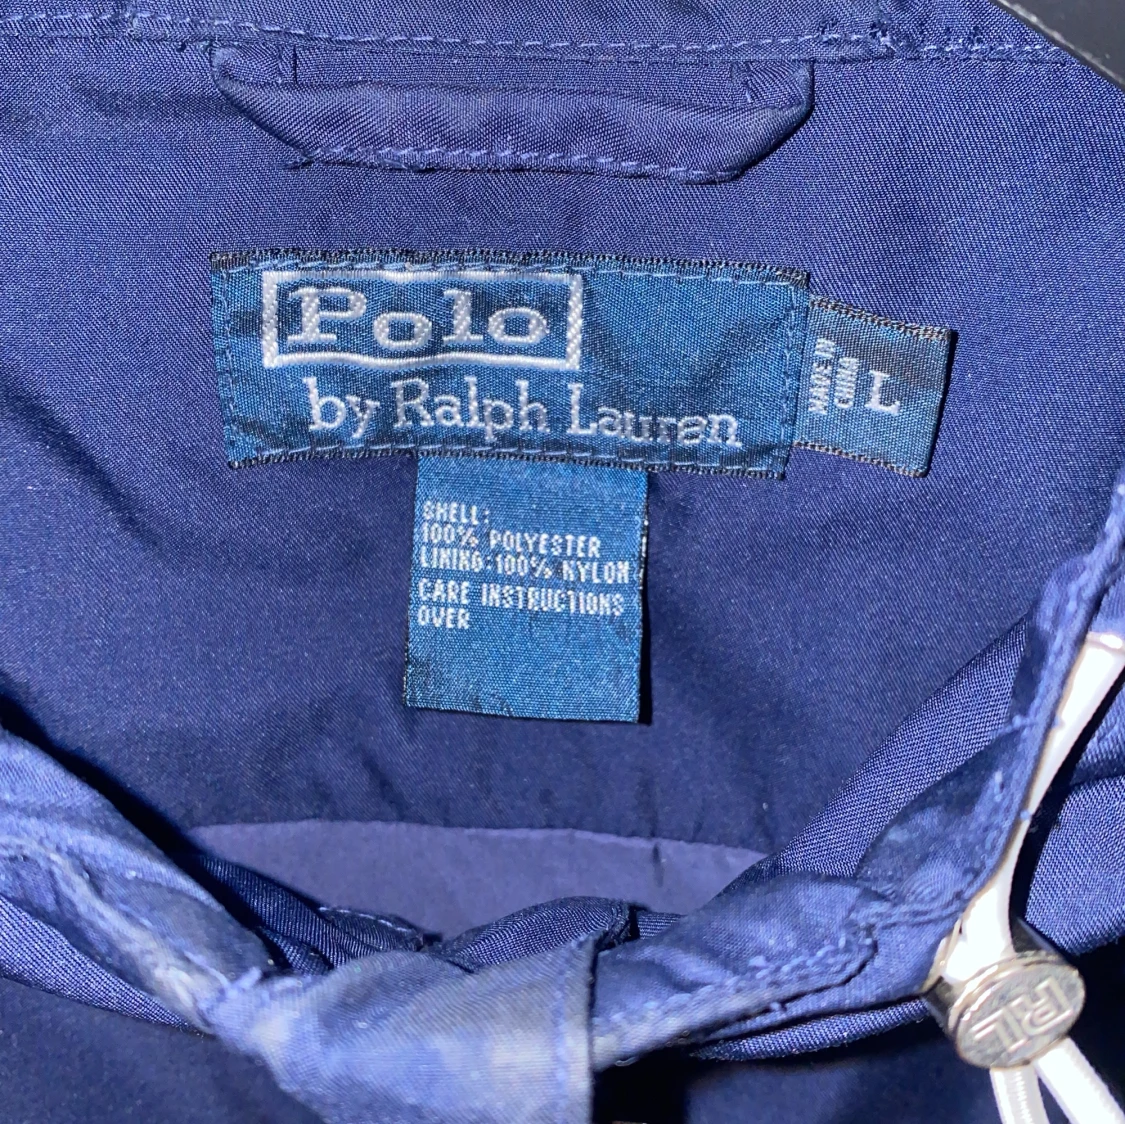 Polo
by Ralph Lauren
MADE IN
CHINA
L
SHELL:
100% POLYESTER
LINING:100% NYLON
CARE INSTRUCTIONS
OVER
RL